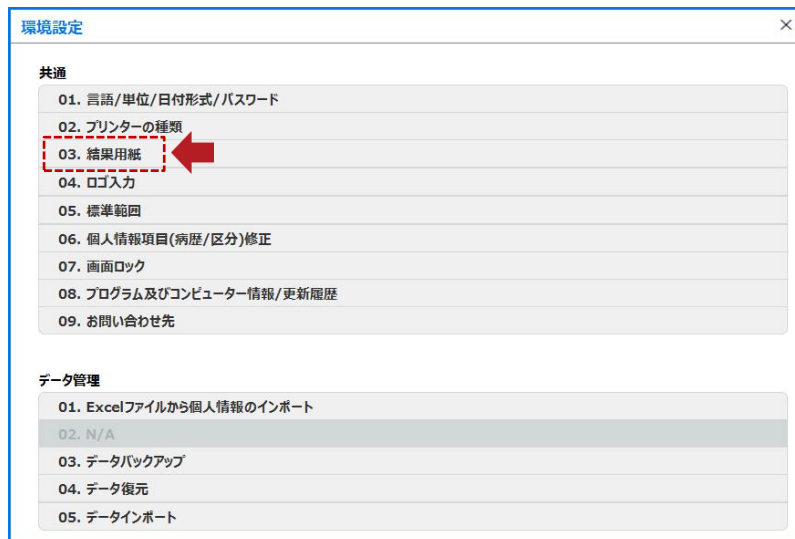 環境設定
共通
01. 言語/単位/日付形式/パスワード
02. プリンターの種類
03. 結果用紙
04. ロゴ入力
05. 標準範囲
06. 個人情報項目(病歴/区分)修正
07. 画面ロック
08. プログラム及びコンピューター情報/更新履歴
09. お問い合わせ先
データ管理
01. Excelファイルから個人情報のインポート
02. N/A
03. データバックアップ
04. データ復元
05. データインポート